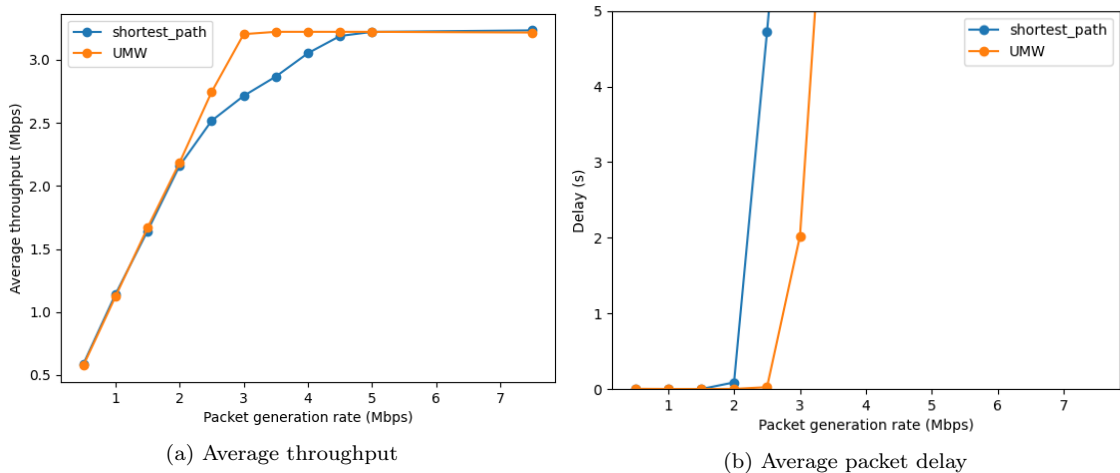 shortest_path
UMW
3.0
2.5
2.0
1.5
1.0
0.5
Average throughput (Mbps)
1 2 3 4 5 6 7
Packet generation rate (Mbps)
(a) Average throughput
shortest_path
UMW
5
4
3
2
1
0
Delay (s)
1 2 3 4 5 6 7
Packet generation rate (Mbps)
(b) Average packet delay